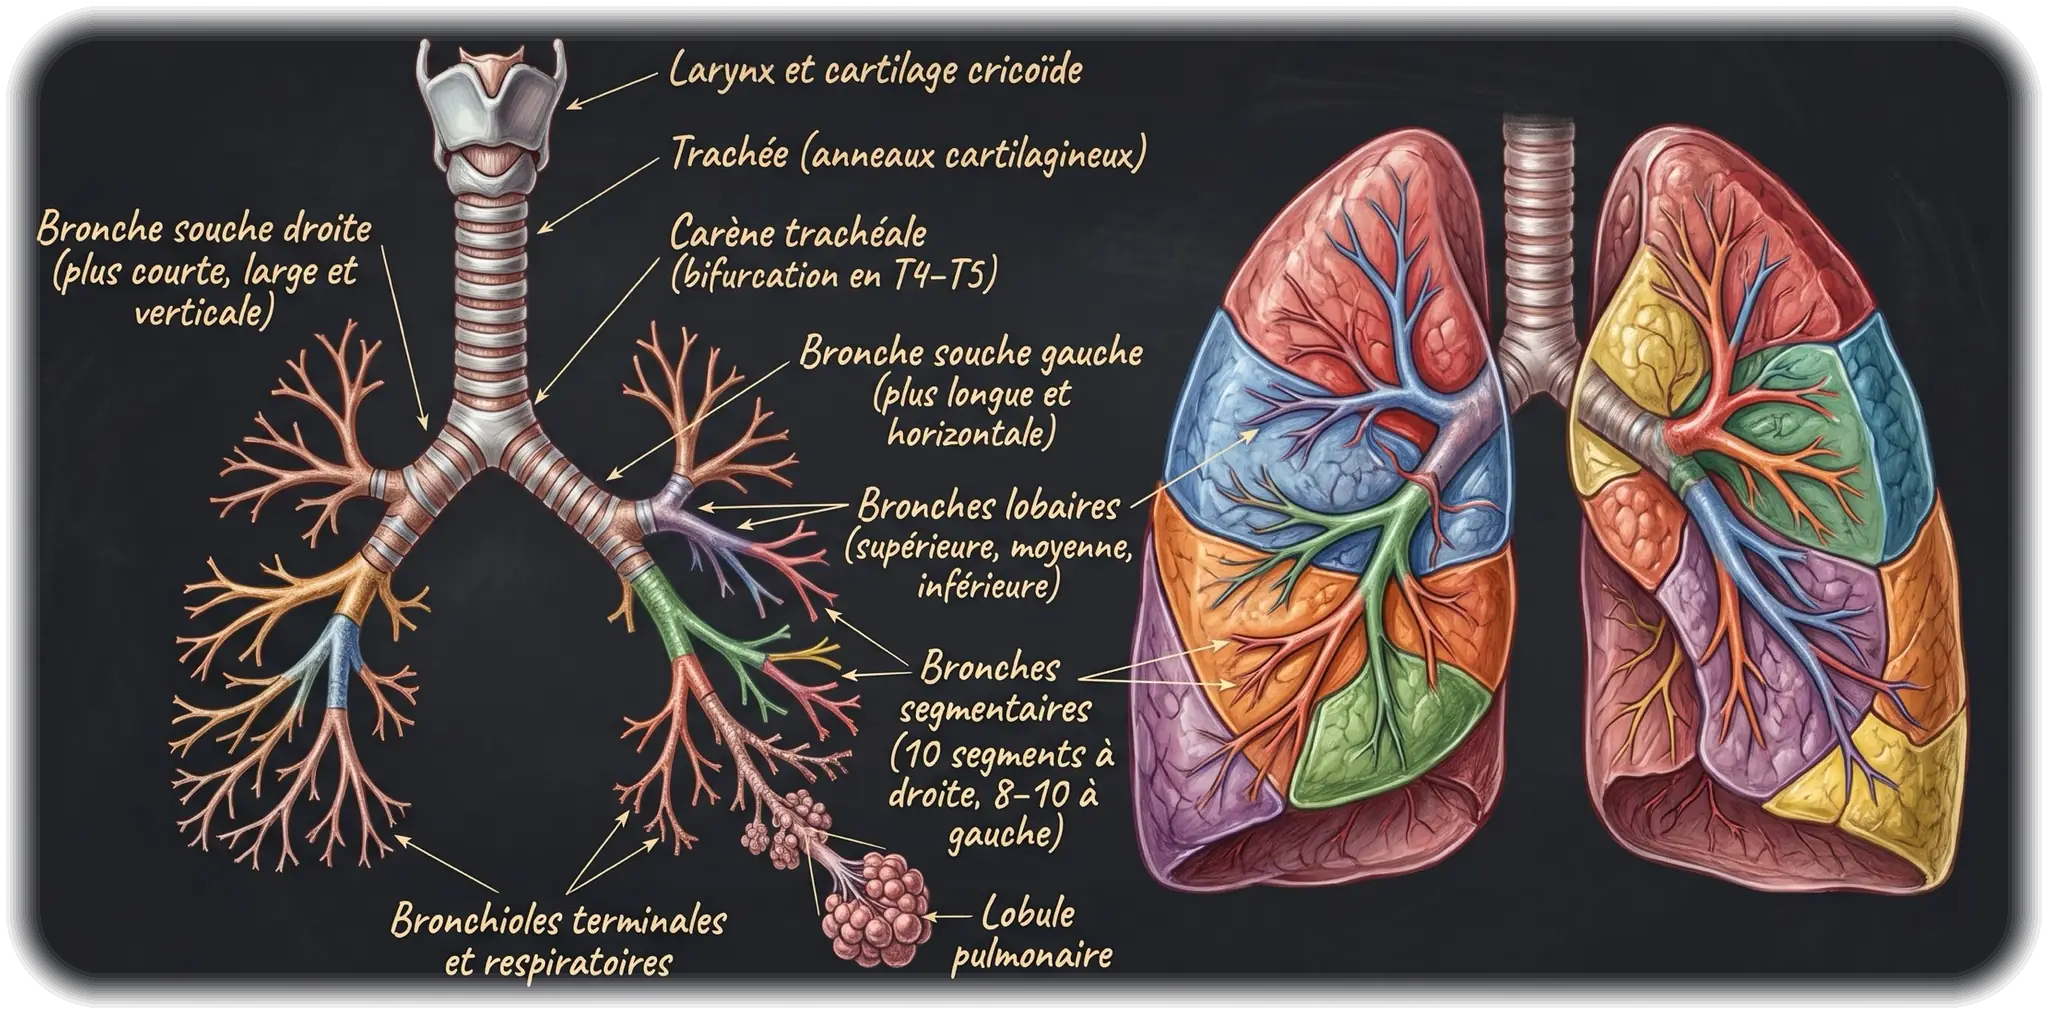 Larynx et cartilage cricoïde
Trachée (anneaux cartilagineux)
Bronche souche droite
(plus courte, large et
verticale)
Carène trachéale
(bifurcation en T4–T5)
Bronche souche gauche
(plus longue et
horizontale)
Bronches lobaires
(supérieure, moyenne,
inférieure)
Bronches
segmentaires
(10 segments à
droite, 8–10 à
gauche)
Bronchioles terminales
et respiratoires
Lobule
pulmonaire